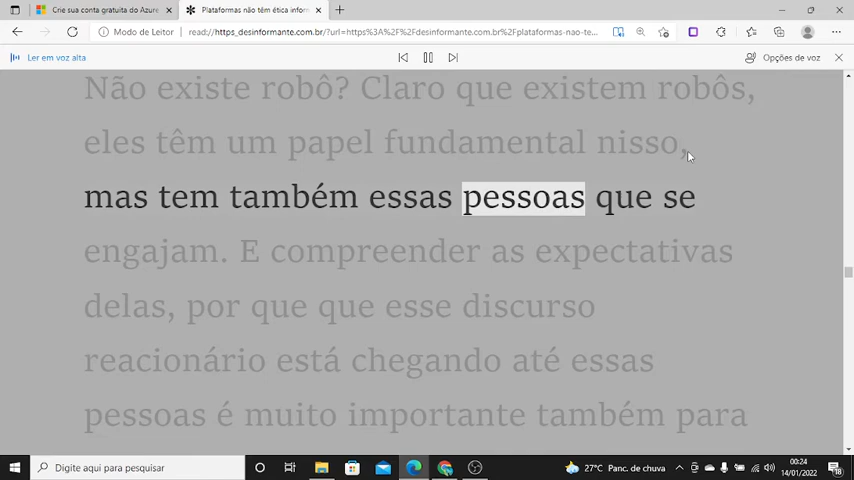 Crie sua conta gratuita do Azure
Plataformas não têm ética infor
Modo de Leitor
read://https_desinformante.com.br/?url=https%3A%2F%2Fdesinformante.com.br%2Fplataformas-nao-te...
Ler em voz alta
Opções de voz
Não existe robô? Claro que existem robôs,
eles têm um papel fundamental nisso,
mas tem também essas pessoas que se
engajam. E compreender as expectativas
delas, por que que esse discurso
reacionário está chegando até essas
pessoas é muito importante também para
Digite aqui para pesquisar
27°C Panc. de chuva
00:24
14/01/2022
18